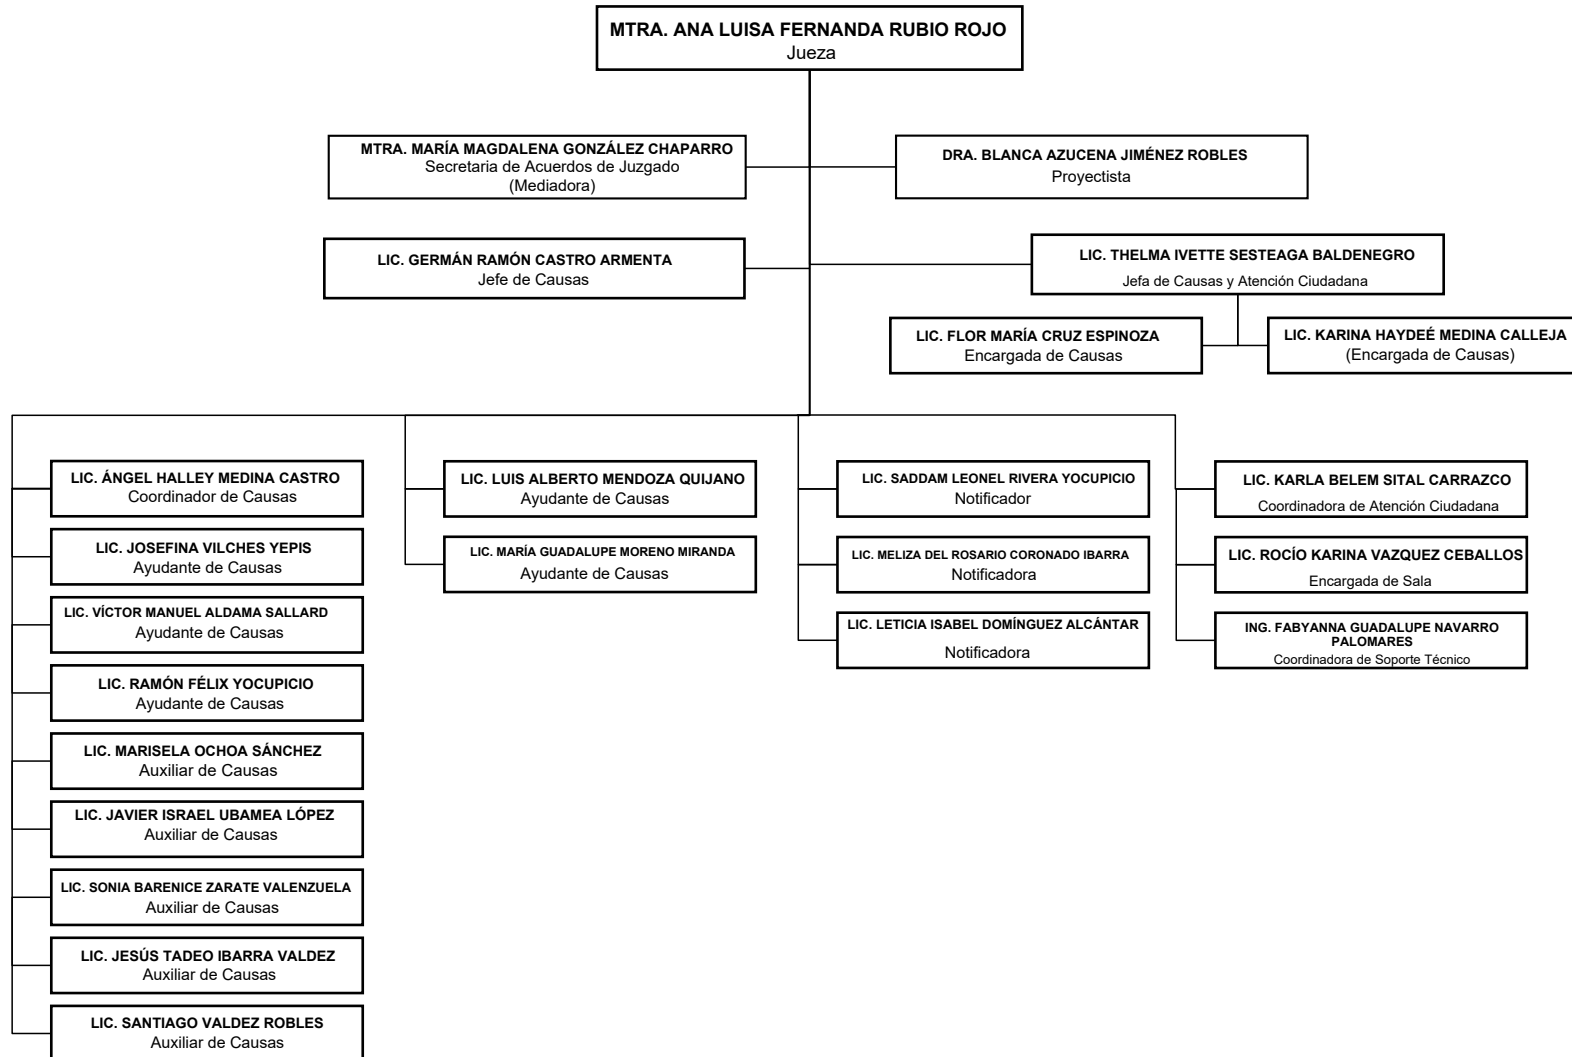 MTRA. ANA LUISA FERNANDA RUBIO ROJO
Jueza
MTRA. MARÍA MAGDALENA GONZÁLEZ CHAPARRO
Secretaria de Acuerdos de Juzgado
(Mediadora)
DRA. BLANCA AZUCENA JIMÉNEZ ROBLES
Proyectista
LIC. GERMÁN RAMÓN CASTRO ARMENTA
Jefe de Causas
LIC. THELMA IVETTE SESTEAGA BALDENEGRO
Jefa de Causas y Atención Ciudadana
LIC. FLOR MARÍA CRUZ ESPINOZA
Encargada de Causas
LIC. KARINA HAYDEÉ MEDINA CALLEJA
(Encargada de Causas)
LIC. ÁNGEL HALLEY MEDINA CASTRO
Coordinador de Causas
LIC. JOSEFINA VILCHES YEPIS
Ayudante de Causas
LIC. VÍCTOR MANUEL ALDAMA SALLARD
Ayudante de Causas
LIC. RAMÓN FÉLIX YOCUPICIO
Ayudante de Causas
LIC. MARISELA OCHOA SÁNCHEZ
Auxiliar de Causas
LIC. JAVIER ISRAEL UBAMEA LÓPEZ
Auxiliar de Causas
LIC. SONIA BARENICE ZARATE VALENZUELA
Auxiliar de Causas
LIC. JESÚS TADEO IBARRA VALDEZ
Auxiliar de Causas
LIC. SANTIAGO VALDEZ ROBLES
Auxiliar de Causas
LIC. LUIS ALBERTO MENDOZA QUIJANO
Ayudante de Causas
LIC. MARÍA GUADALUPE MORENO MIRANDA
Ayudante de Causas
LIC. SADDAM LEONEL RIVERA YOCUPICIO
Notificador
LIC. MELIZA DEL ROSARIO CORONADO IBARRA
Notificadora
LIC. LETICIA ISABEL DOMÍNGUEZ ALCÁNTAR
Notificadora
LIC. KARLA BELEM SITAL CARRAZCO
Coordinadora de Atención Ciudadana
LIC. ROCÍO KARINA VAZQUEZ CEBALLOS
Encargada de Sala
ING. FABYANNA GUADALUPE NAVARRO
PALOMARES
Coordinadora de Soporte Técnico